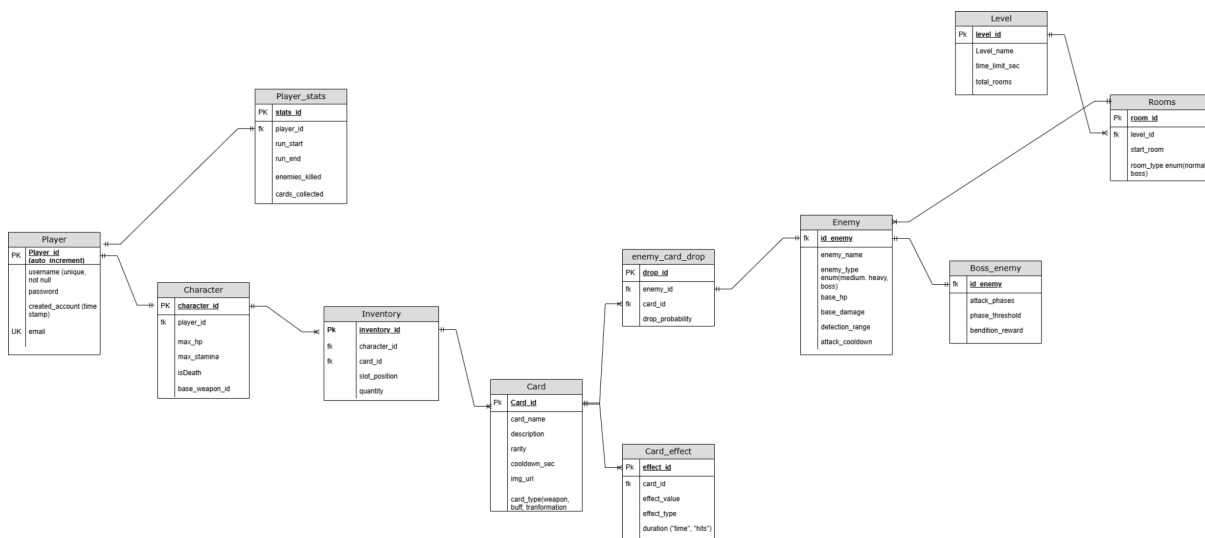 Level
Pk level_id
Level_name
time_limit_sec
total_rooms
Player_stats
PK stats_id
fk player_id
run_start
run_end
enemies_killed
cards_collected
Rooms
Pk room_id
fk level_id
start_room
room_type enum(normal
boss)
Player
PK Player_id
(auto_increment)
username (unique,
not null
password
created_account (time
stamp)
UK email
Character
PK character_id
fk player_id
max_hp
max_stamina
isDeath
base_weapon_id
Inventory
Pk inventory_id
fk character_id
fk card_id
slot_position
quantity
Card
Pk Card_id
card_name
description
rarity
cooldown_sec
img_url
card_type(weapon,
buff, tranformation
enemy_card_drop
PK drop_id
fk enemy_id
fk card_id
drop_probability
Card_effect
Pk effect_id
fk card_id
effect_value
effect_type
duration ("time", "hits")
Enemy
fk id_enemy
enemy_name
enemy_type
enum(medium. heavy,
boss)
base_hp
base_damage
detection_range
attack_cooldown
Boss_enemy
fk id_enemy
attack_phases
phase_threshold
bendition_reward